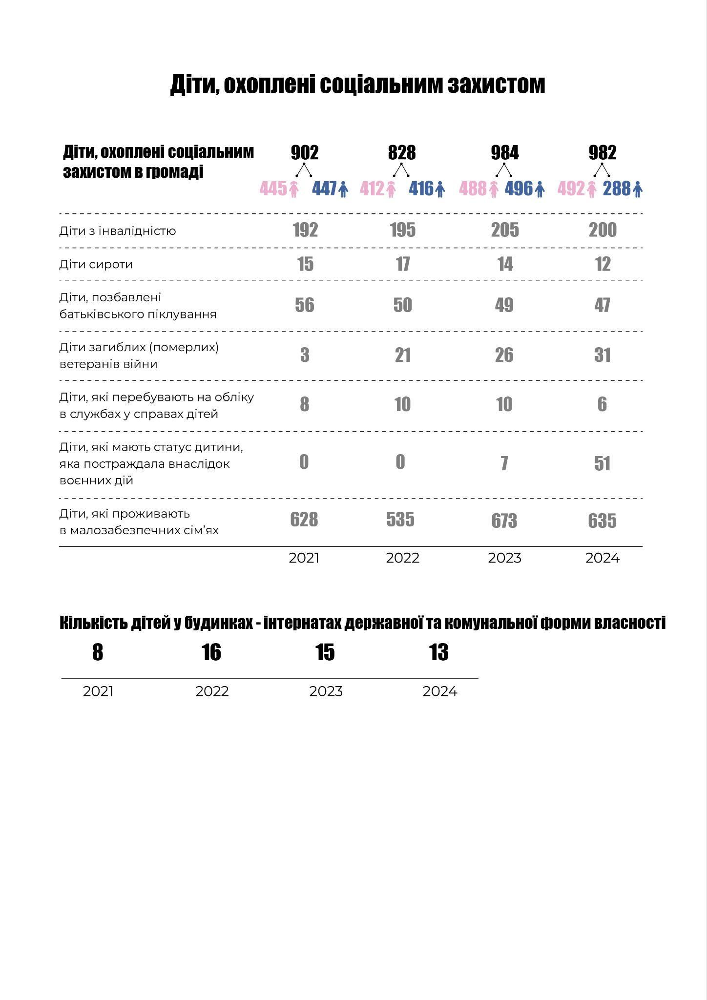 Діти, охоплені соціальним захистом
Діти, охоплені соціальним 902 828 984 982
захистом в громаді
445 447 412 416 488 496 492 288
Діти з інвалідністю 192 195 205 200
Діти сироти 15 17 14 12
Діти, позбавлені
батьківського піклування 56 50 49 47
Діти загиблих (померлих)
ветеранів війни 3 21 26 31
Діти, які перебувають на обліку
в службах у справах дітей 8 10 10 6
Діти, які мають статус дитини,
яка постраждала внаслідок 0 0 7 51
воєнних дій
Діти, які проживають
в малозабезпечних сім’ях 628 535 673 635
2021 2022 2023 2024
Кількість дітей у будинках - інтернатах державної та комунальної форми власності
8 16 15 13
2021 2022 2023 2024